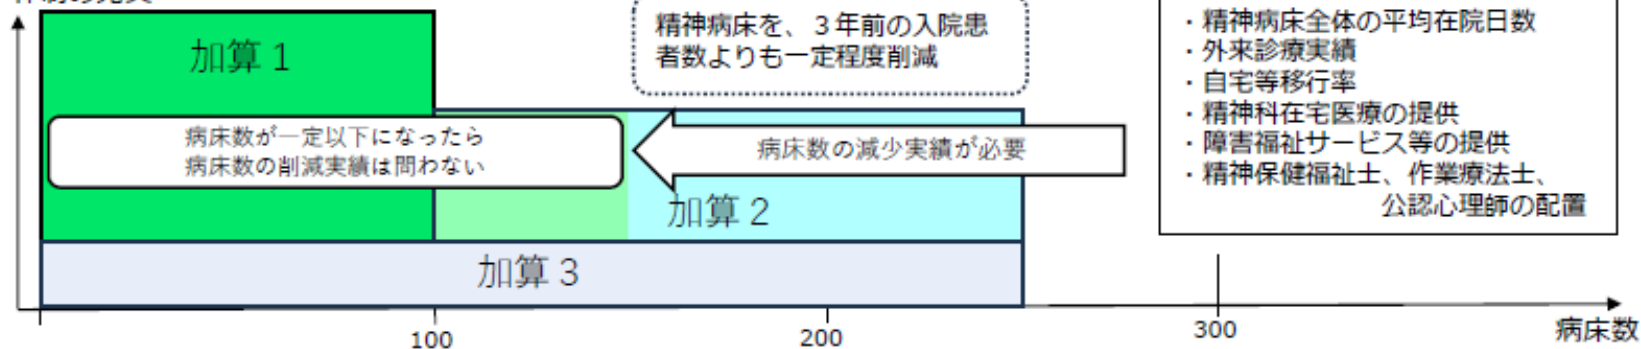 加算１
精神病床を、３年前の入院患
者数よりも一定程度削減
・精神病床全体の平均在院日数
・外来診療実績
・自宅等移行率
・精神科在宅医療の提供
・障害福祉サービス等の提供
・精神保健福祉士、作業療法士、
公認心理師の配置
病床数が一定以下になったら
病床数の削減実績は問わない
病床数の減少実績が必要
加算２
加算３
100
200
300
病床数